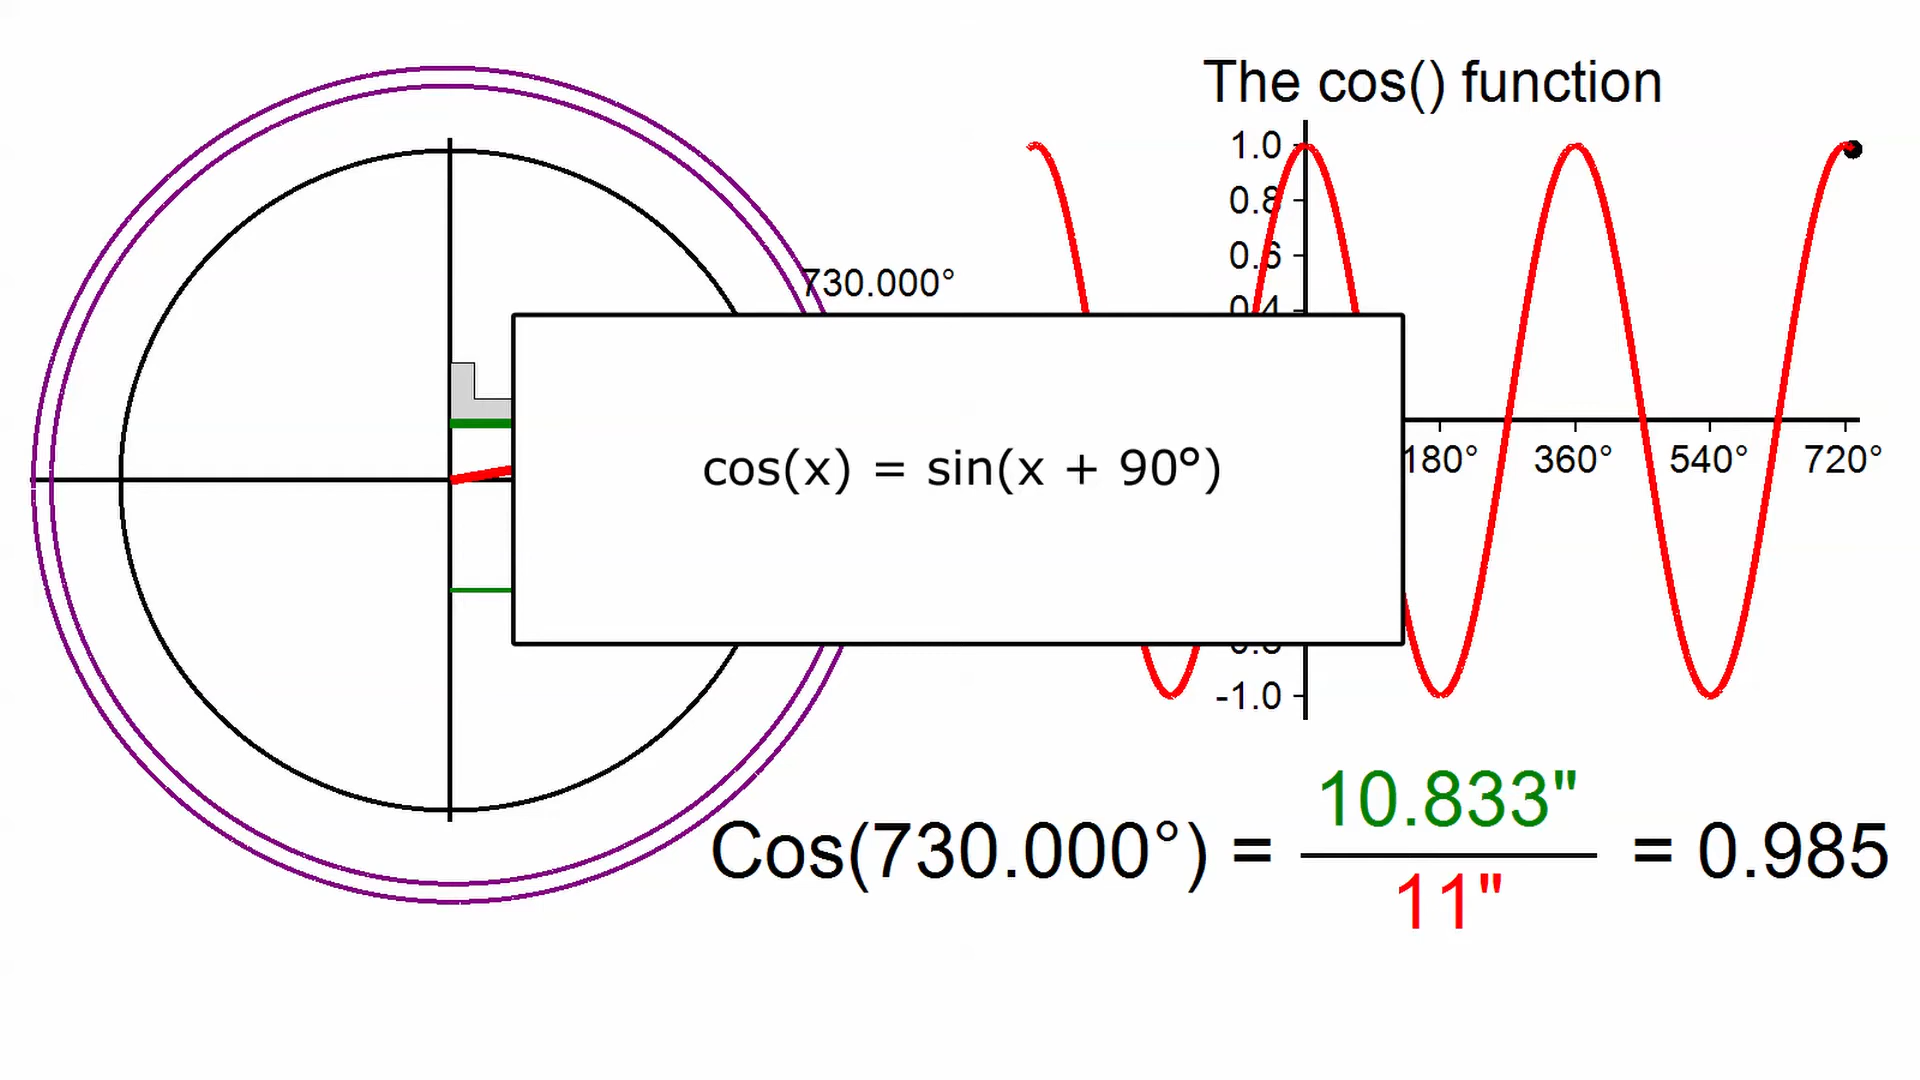 The cos() function
1.0
0.8
0.6
730.000°
cos(x) = sin(x + 90°)
180° 360° 540° 720°
-1.0
Cos(730.000°) = 10.833" / 11" = 0.985